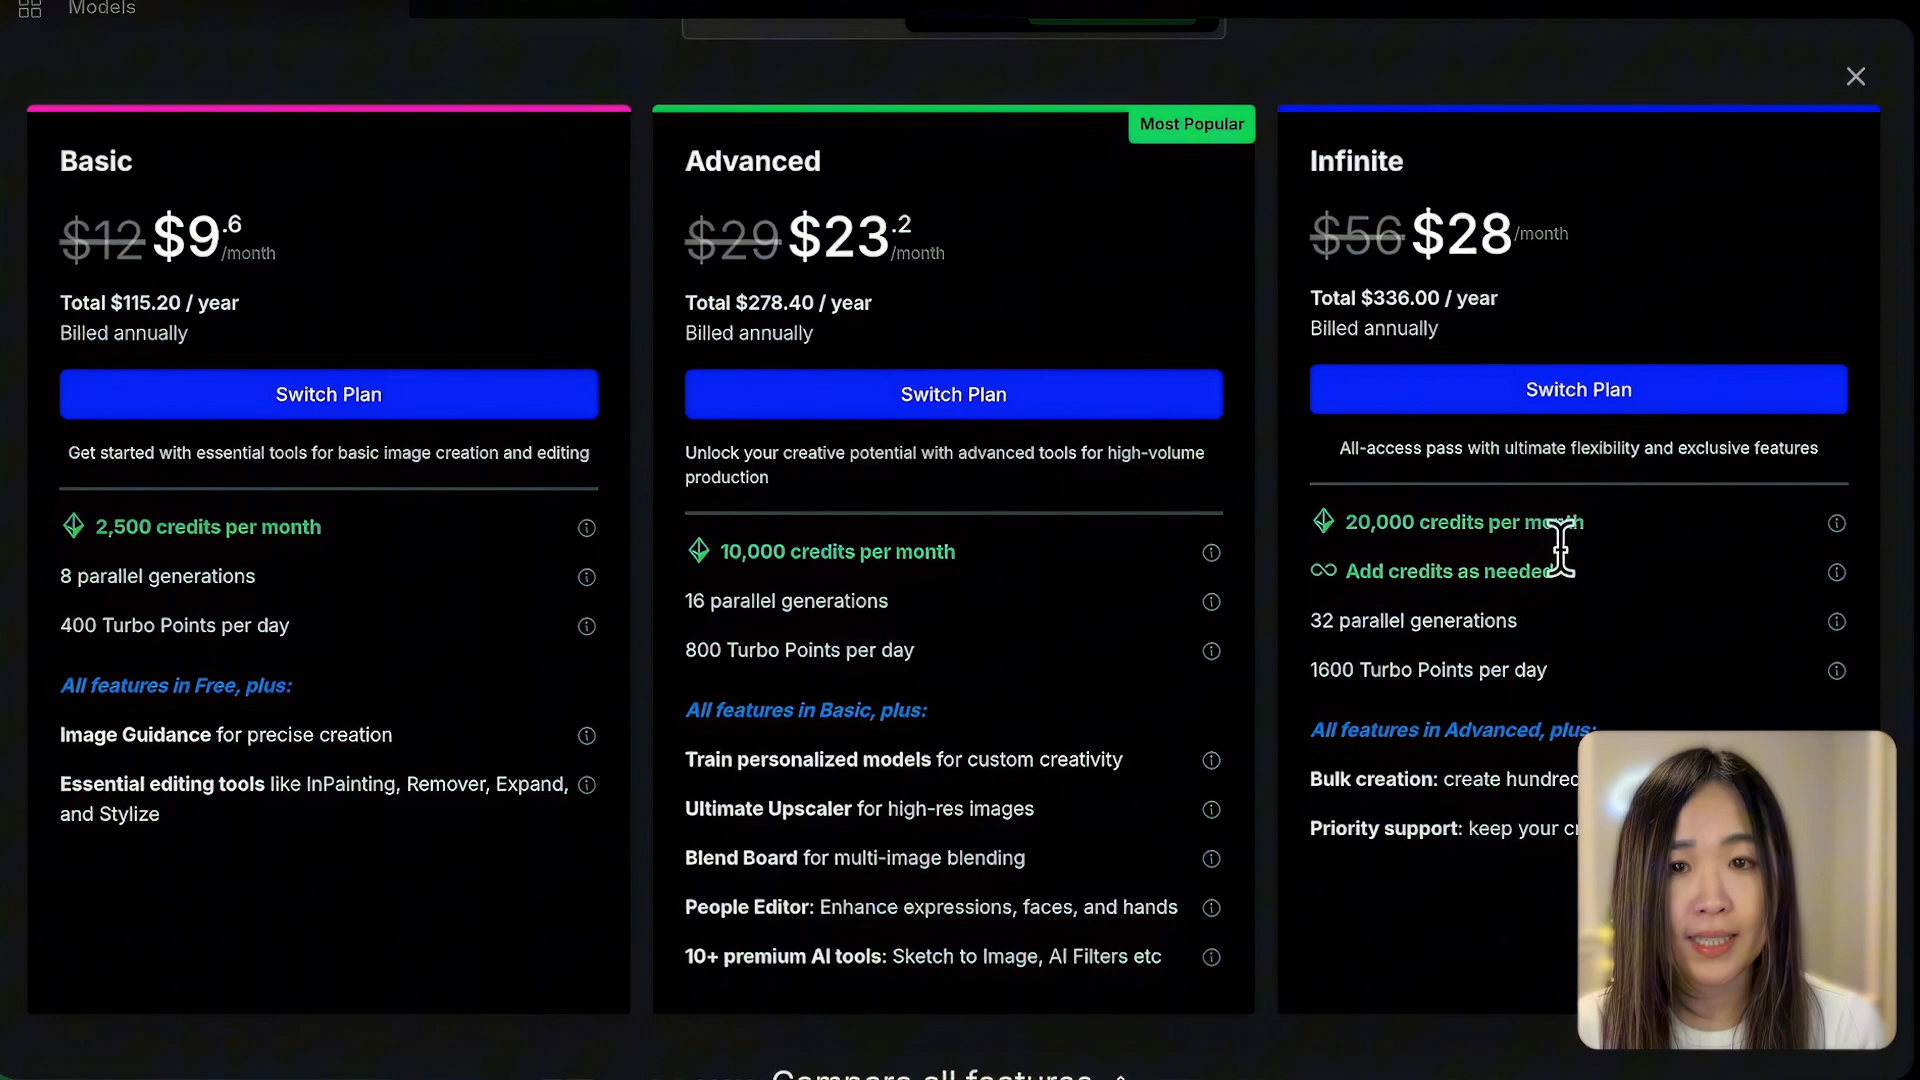 Models
Basic
$12 $9.6 /month
Total $115.20 / year
Billed annually
Switch Plan
Get started with essential tools for basic image creation and editing
2,500 credits per month
8 parallel generations
400 Turbo Points per day
All features in Free, plus:
Image Guidance for precise creation
Essential editing tools like InPainting, Remover, Expand,
and Stylize
Most Popular
Advanced
$29 $23.2 /month
Total $278.40 / year
Billed annually
Switch Plan
Unlock your creative potential with advanced tools for high-volume
production
10,000 credits per month
16 parallel generations
800 Turbo Points per day
All features in Basic, plus:
Train personalized models for custom creativity
Ultimate Upscaler for high-res images
Blend Board for multi-image blending
People Editor: Enhance expressions, faces, and hands
10+ premium AI tools: Sketch to Image, AI Filters etc
Infinite
$56 $28 /month
Total $336.00 / year
Billed annually
Switch Plan
All-access pass with ultimate flexibility and exclusive features
20,000 credits per month
Add credits as needed
32 parallel generations
1600 Turbo Points per day
All features in Advanced, plus:
Bulk creation: create
Priority support: keep your
Compare all features